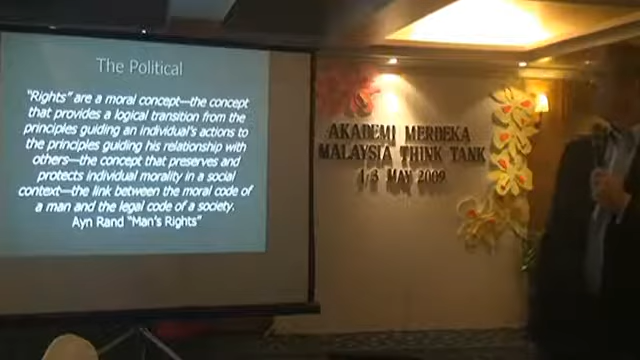 The Political
“Rights” are a moral concept—the concept
that provides a logical transition from the
principles guiding an individual’s actions to
the principles guiding his relationship with
others—the concept that preserves and
protects individual morality in a social
context—the link between the moral code of
a man and the legal code of a society.
Ayn Rand “Man’s Rights”
AKADEMI MERDEKA
MALAYSIA THINK TANK
1-3 MAY 2009